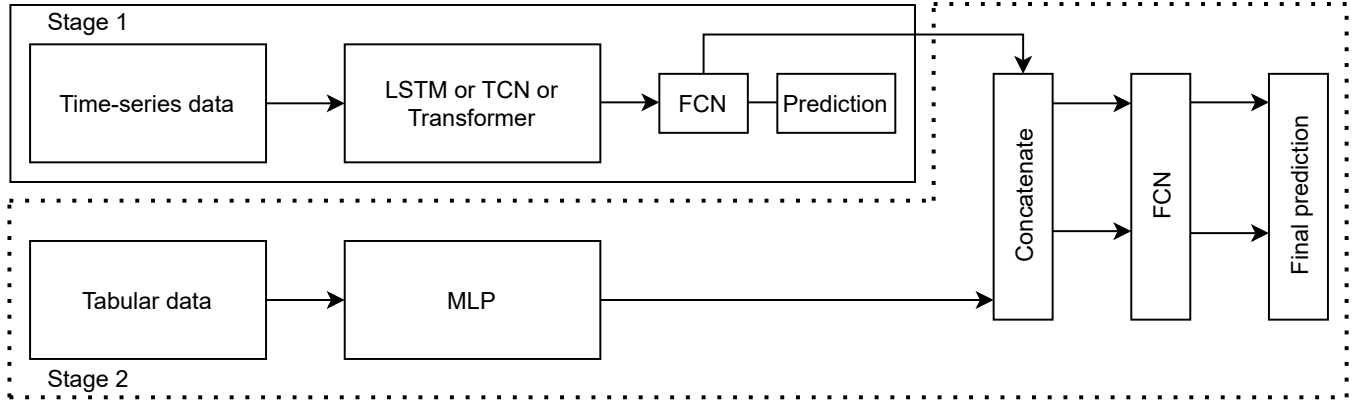 Stage 1
Time-series data
LSTM or TCN or
Transformer
FCN
Prediction
Concatenate
FCN
Final prediction
Tabular data
MLP
Stage 2